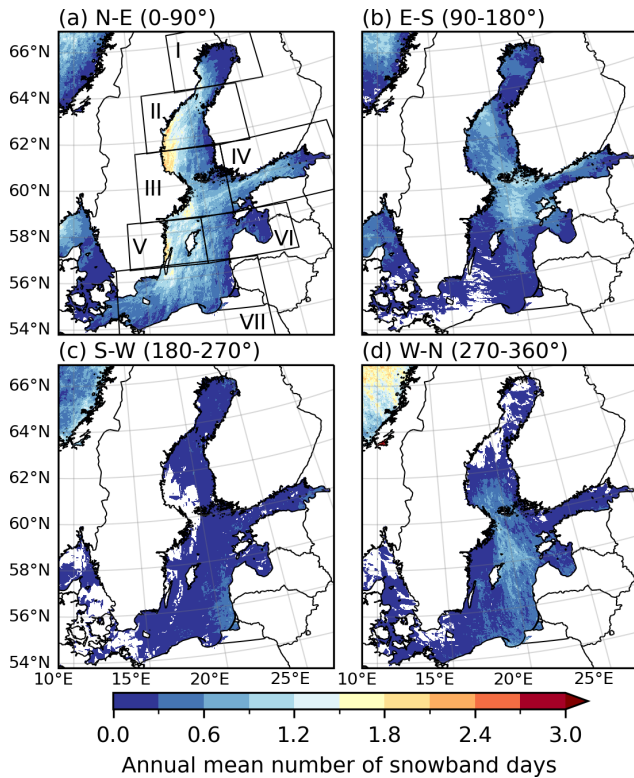 (a) N-E (0-90°)
(b) E-S (90-180°)
66°N
64°N
62°N
60°N
58°N
56°N
54°N
I
II
III
IV
V
VI
VII
(c) S-W (180-270°)
(d) W-N (270-360°)
66°N
64°N
62°N
60°N
58°N
56°N
54°N
10°E 15°E 20°E 25°E 10°E 15°E 20°E 25°E
0.0 0.6 1.2 1.8 2.4 3.0
Annual mean number of snowband days